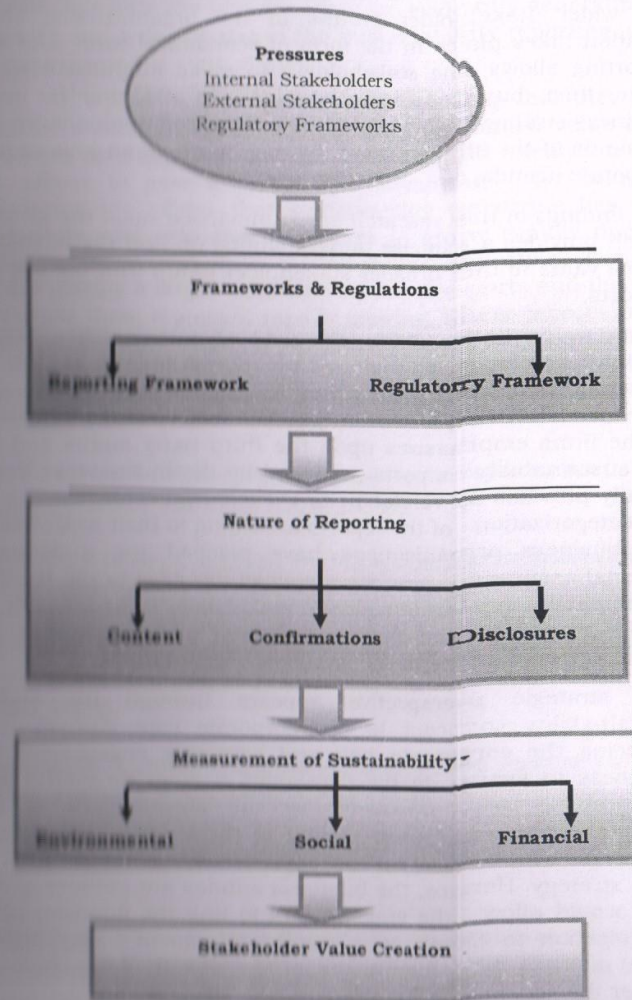 Pressures
Internal Stakeholders
External Stakeholders
Regulatory Frameworks
Frameworks & Regulations
Reporting Framework Regulatory Framework
Nature of Reporting
Content Confirmations Disclosures
Measurement of Sustainability
Environmental Social Financial
Stakeholder Value Creation